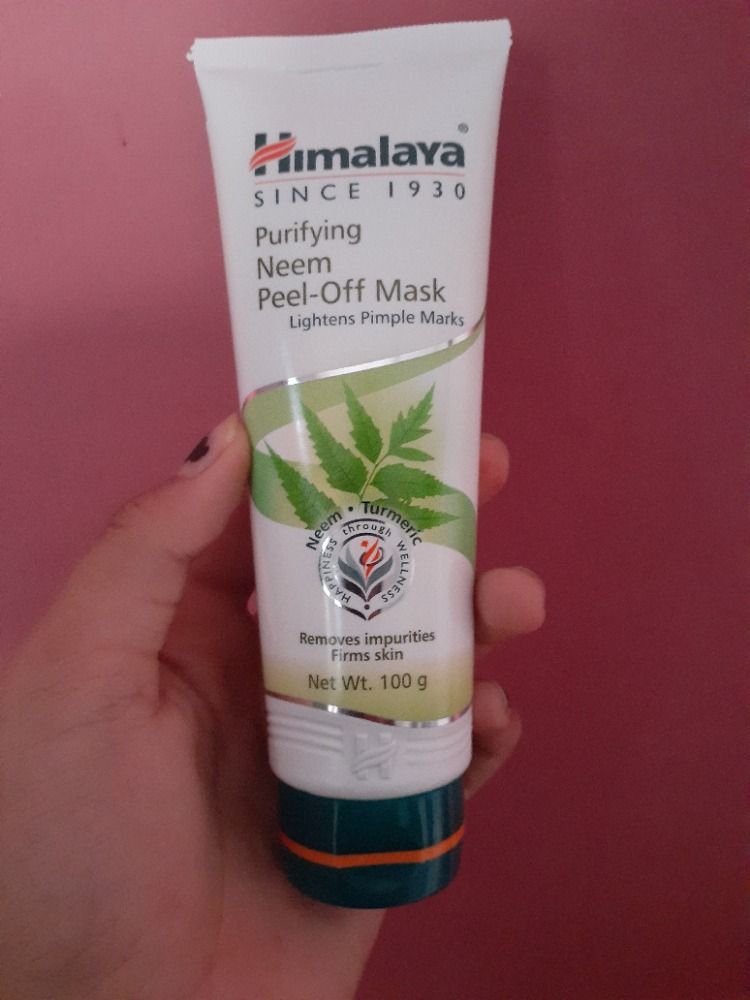 Himalaya®
SINCE 1930
Purifying
Neem
Peel-Off Mask
Lightens Pimple Marks
Neem • Turmeric
HAPPINESS through WELLNESS
Removes impurities
Firms skin
Net Wt. 100 g
H